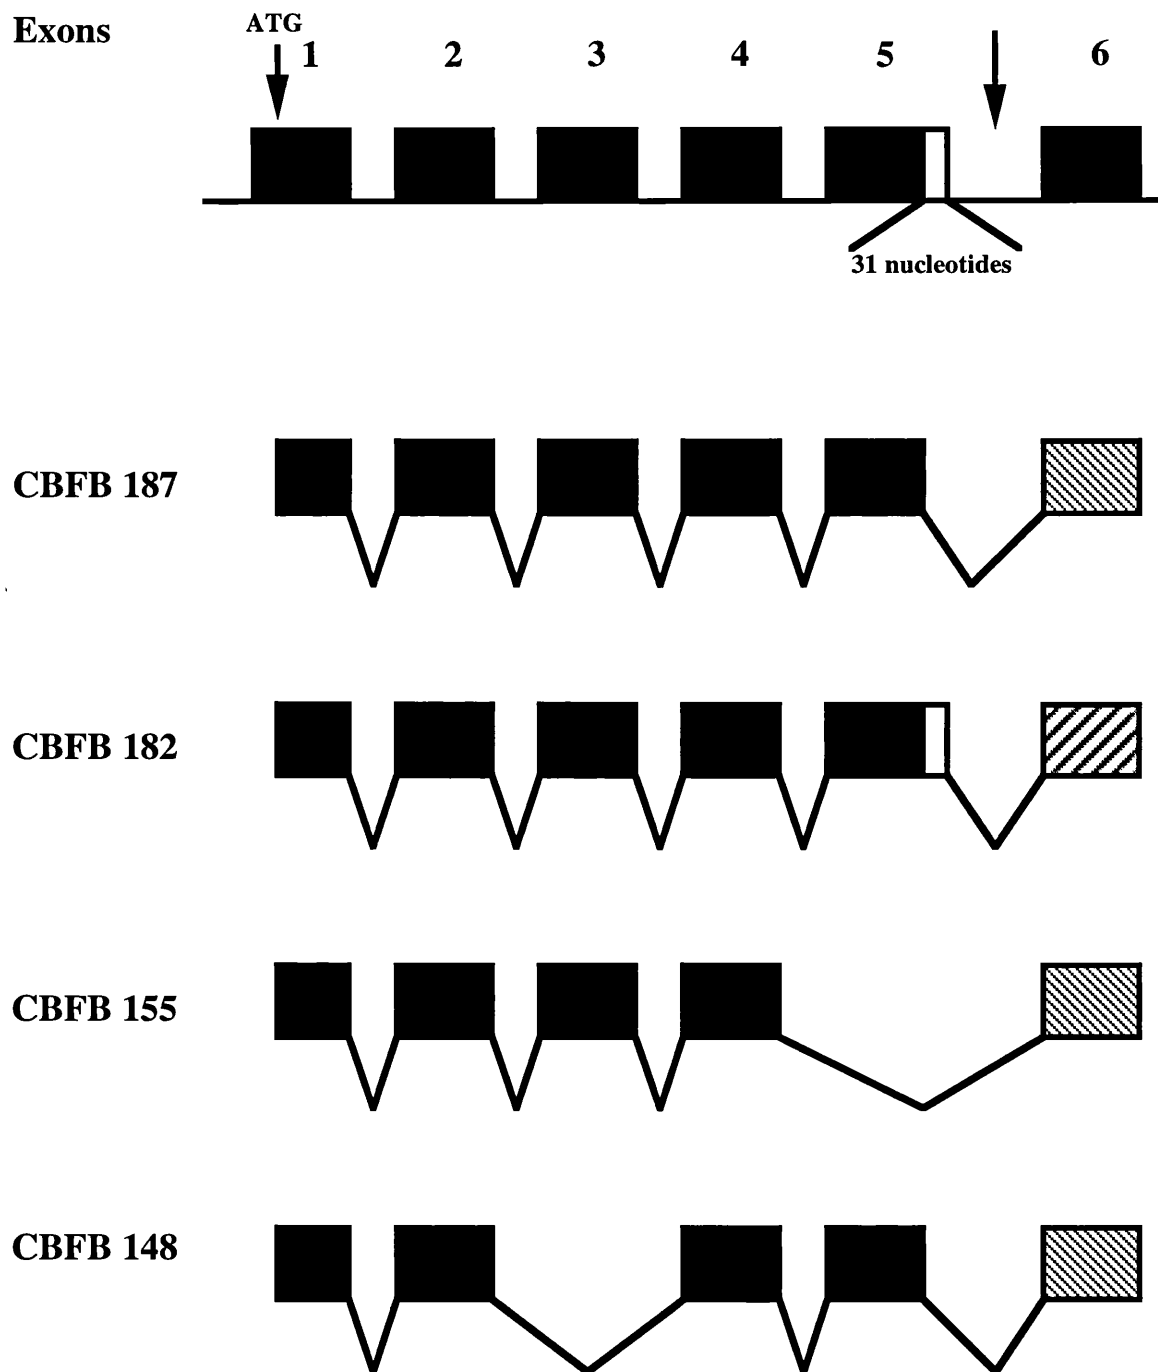 Exons ATG
1 2 3 4 5 6
31 nucleotides
CBFB 187
CBFB 182
CBFB 155
CBFB 148